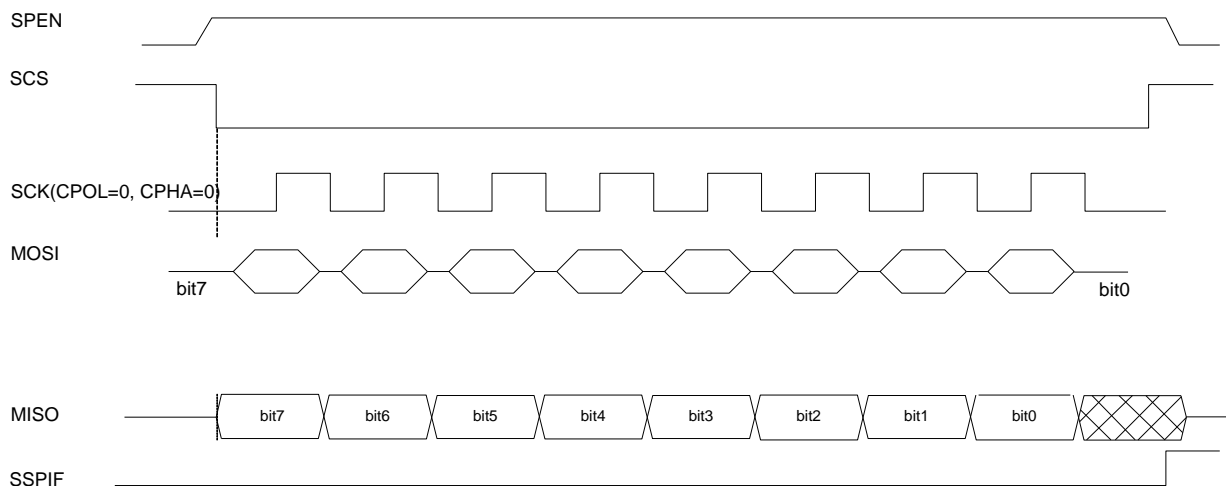 SPEN
SCS
SCK(CPOL=0, CPHA=0)
MOSI
bit7 bit0
MISO bit7 bit6 bit5 bit4 bit3 bit2 bit1 bit0
SSPIF